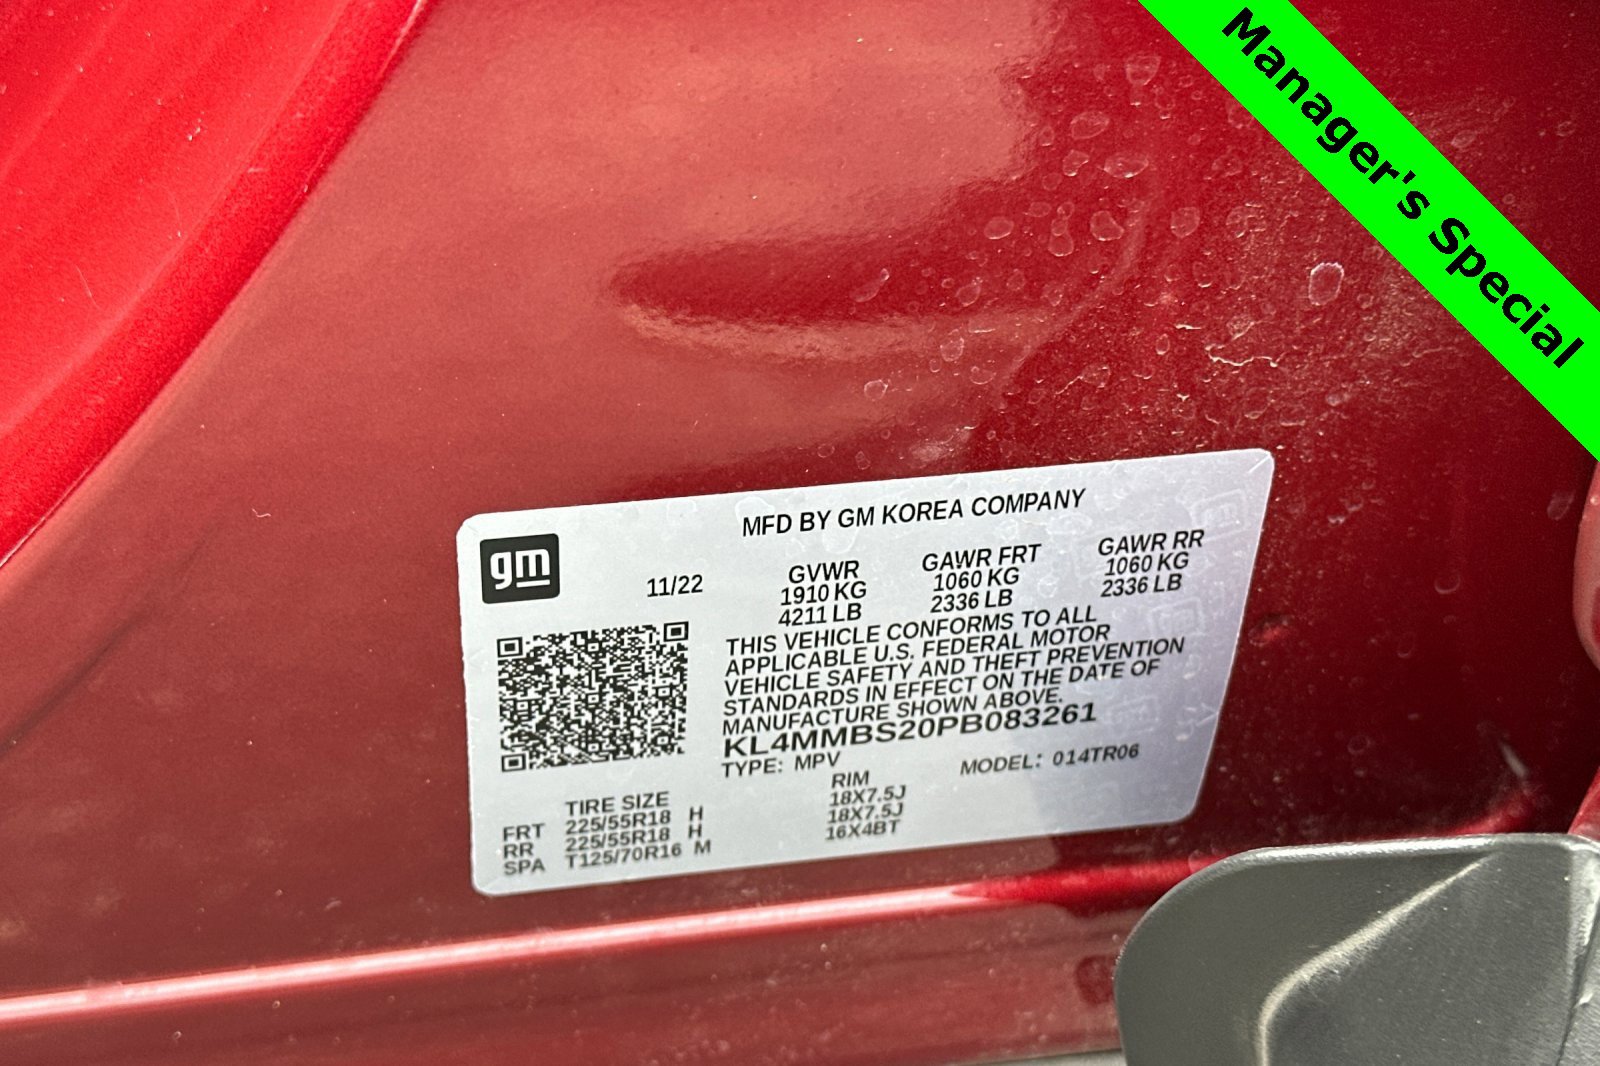 Manager's Special
MFD BY GM KOREA COMPANY
gm
11/22
GVWR
1910 KG
4211 LB
GAWR FRT
1060 KG
2336 LB
GAWR RR
1060 KG
2336 LB
THIS VEHICLE CONFORMS TO ALL
APPLICABLE U.S. FEDERAL MOTOR
VEHICLE SAFETY AND THEFT PREVENTION
STANDARDS IN EFFECT ON THE DATE OF
MANUFACTURE SHOWN ABOVE.
KL4MMBS20PB083261
TYPE: MPV MODEL: 014TR06
TIRE SIZE RIM
FRT 225/55R18 H 18X7.5J
RR 225/55R18 H 18X7.5J
SPA T125/70R16 M 16X4BT